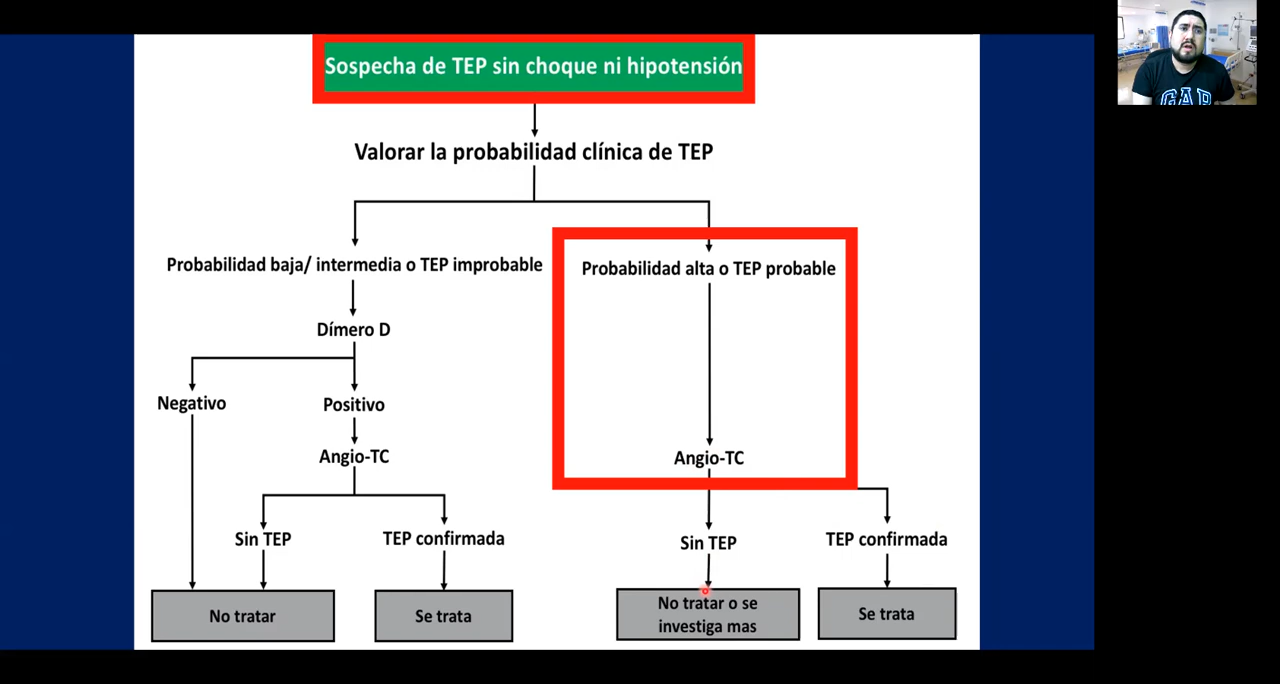 Sospecha de TEP sin choque ni hipotensión
GAP
Valorar la probabilidad clínica de TEP
Probabilidad baja/ intermedia o TEP improbable
Probabilidad alta o TEP probable
Dímero D
Negativo
Positivo
Angio-TC
Angio-TC
Sin TEP
TEP confirmada
Sin TEP
TEP confirmada
No tratar
Se trata
No tratar o se
investiga mas
Se trata